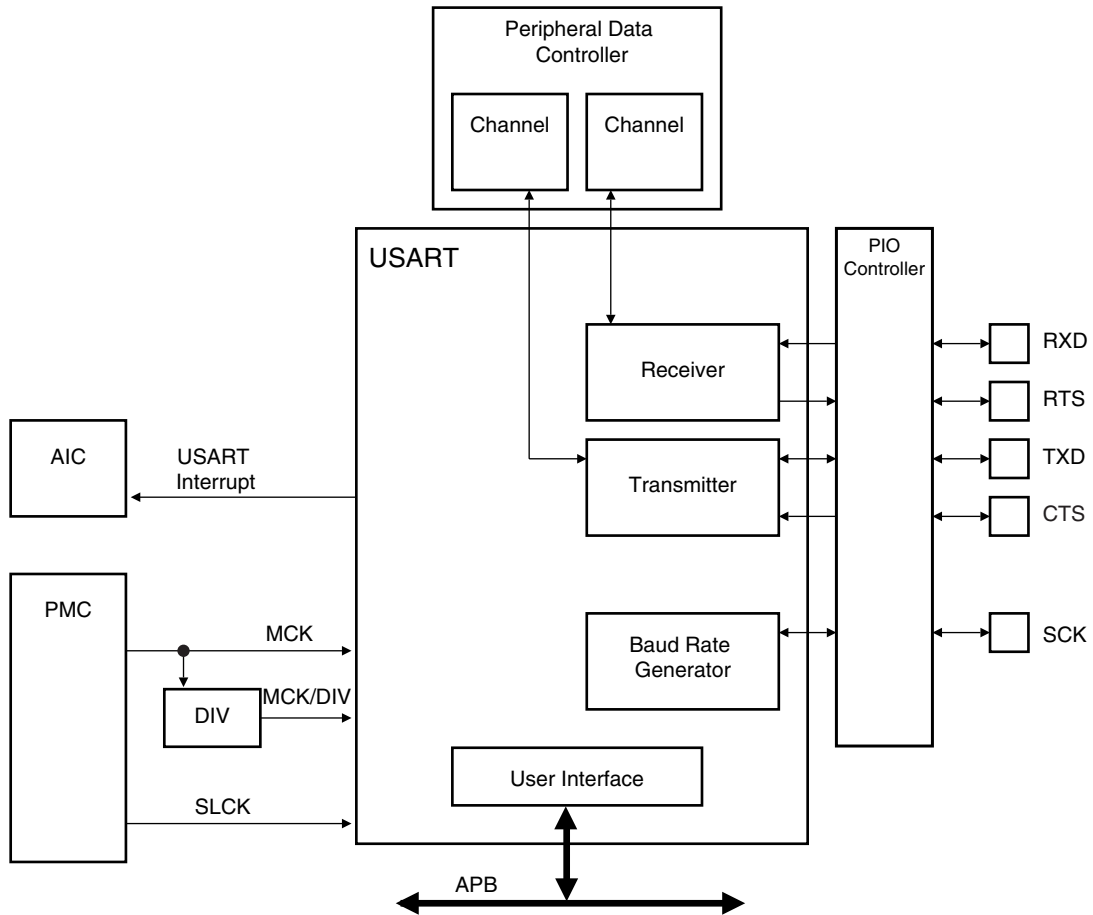 Peripheral Data
Controller
Channel
Channel
USART
PIO
Controller
Receiver
RXD
RTS
AIC
USART
Interrupt
Transmitter
TXD
CTS
PMC
MCK
Baud Rate
Generator
SCK
DIV
MCK/DIV
User Interface
SLCK
APB